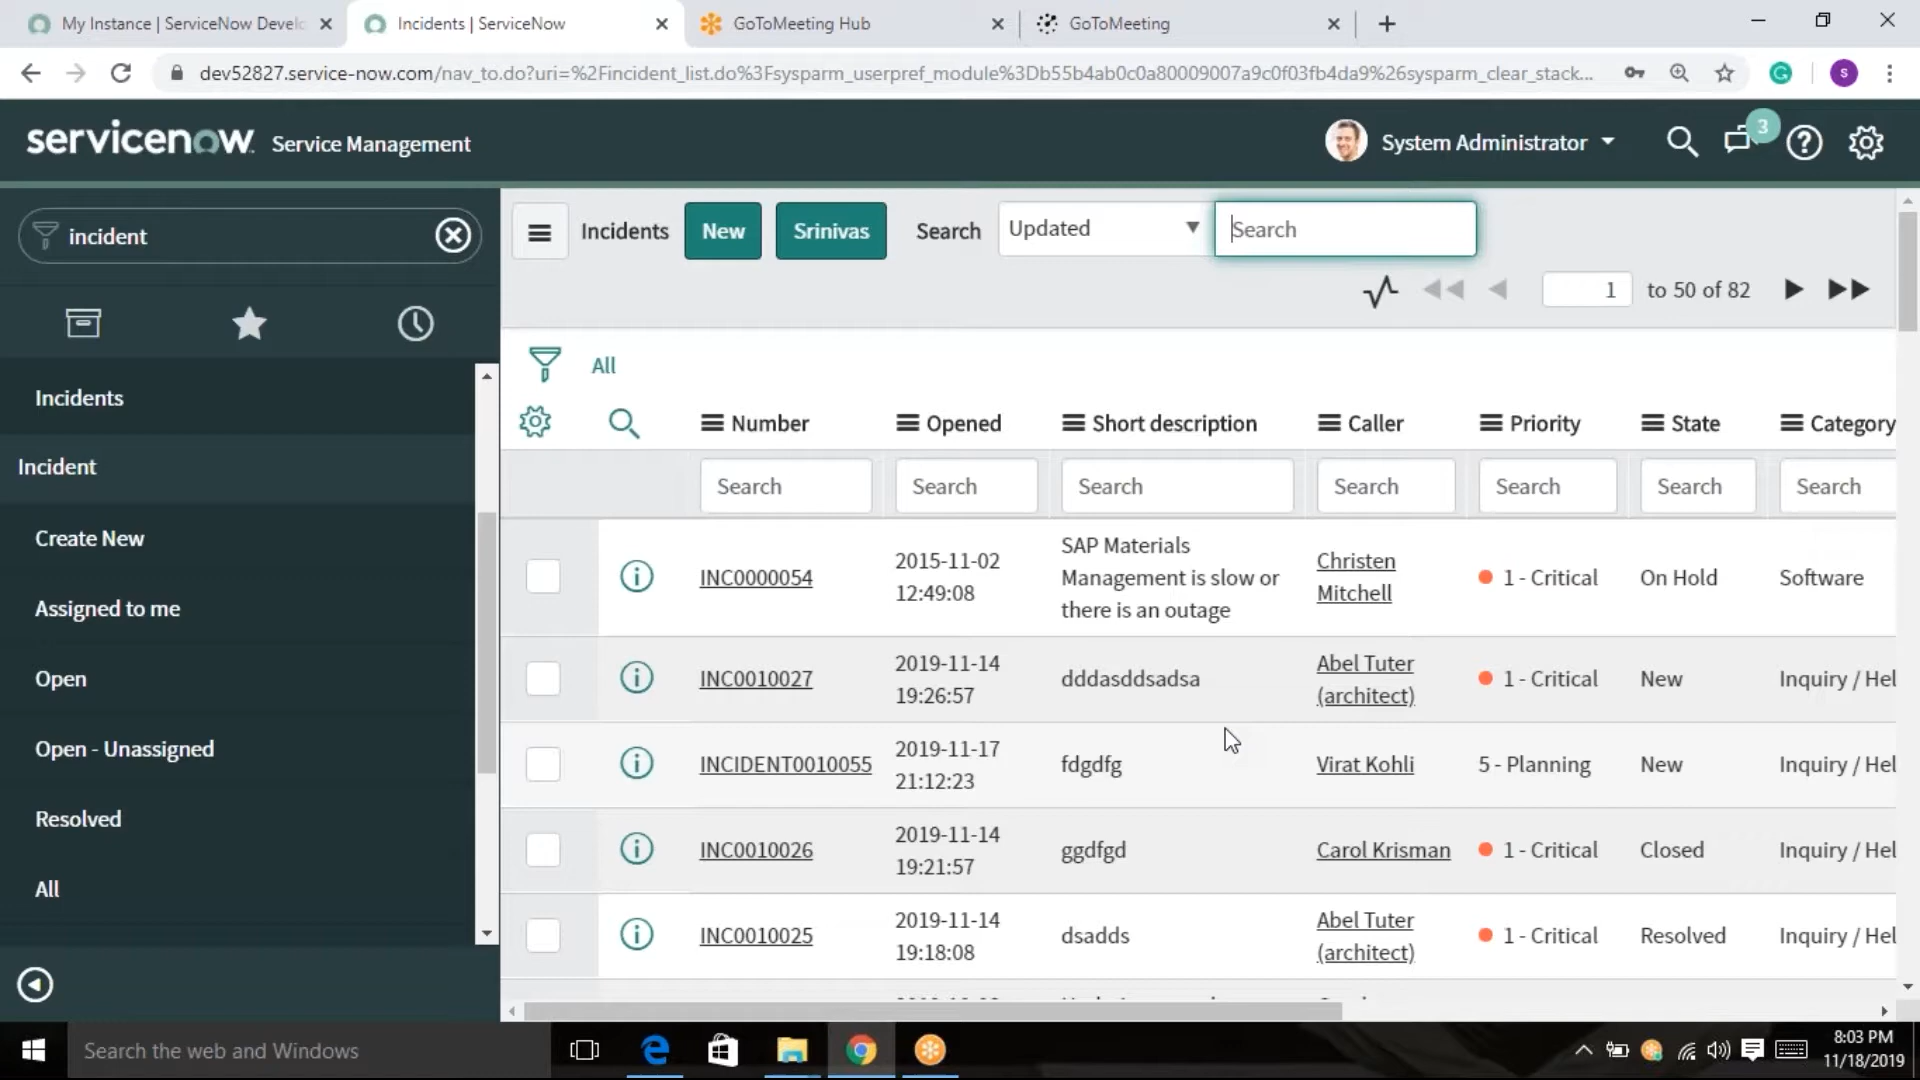 My Instance | ServiceNow Develo
Incidents | ServiceNow
GoToMeeting Hub
GoToMeeting
dev52827.service-now.com/nav_to.do?uri=%2Fincident_list.do%3Fsysparm_userpref_module%3Db55b4ab0c0a80009007a9c0f03fb4da9%26sysparm_clear_stack...
S
servicenow Service Management
System Administrator
3
incident
Incidents
New
Srinivas
Search
Updated
Search
1 to 50 of 82
All
Incidents
Incident
Create New
Assigned to me
Open
Open - Unassigned
Resolved
All
Number
Opened
Short description
Caller
Priority
State
Category
Search
Search
Search
Search
Search
Search
Search
INC0000054
2015-11-02
12:49:08
SAP Materials
Management is slow or
there is an outage
Christen
Mitchell
1 - Critical
On Hold
Software
INC0010027
2019-11-14
19:26:57
dddasddsadsa
Abel Tuter
(architect)
1 - Critical
New
Inquiry / Hel
INCIDENT0010055
2019-11-17
21:12:23
fdgdfg
Virat Kohli
5 - Planning
New
Inquiry / Hel
INC0010026
2019-11-14
19:21:57
ggdfgd
Carol Krisman
1 - Critical
Closed
Inquiry / Hel
INC0010025
2019-11-14
19:18:08
dsadds
Abel Tuter
(architect)
1 - Critical
Resolved
Inquiry / Hel
Search the web and Windows
8:03 PM
11/18/2019